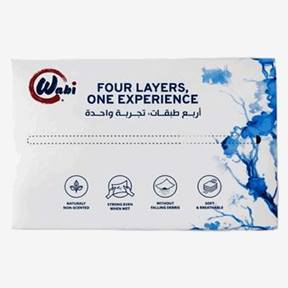 Wabi
FOUR LAYERS,
ONE EXPERIENCE
أربع طبقات، تجربة واحدة
NATURALLY
NON-SCENTED
STRONG EVEN
WHEN WET
WITHOUT
FALLING DEBRIS
SOFT
& BREATHABLE